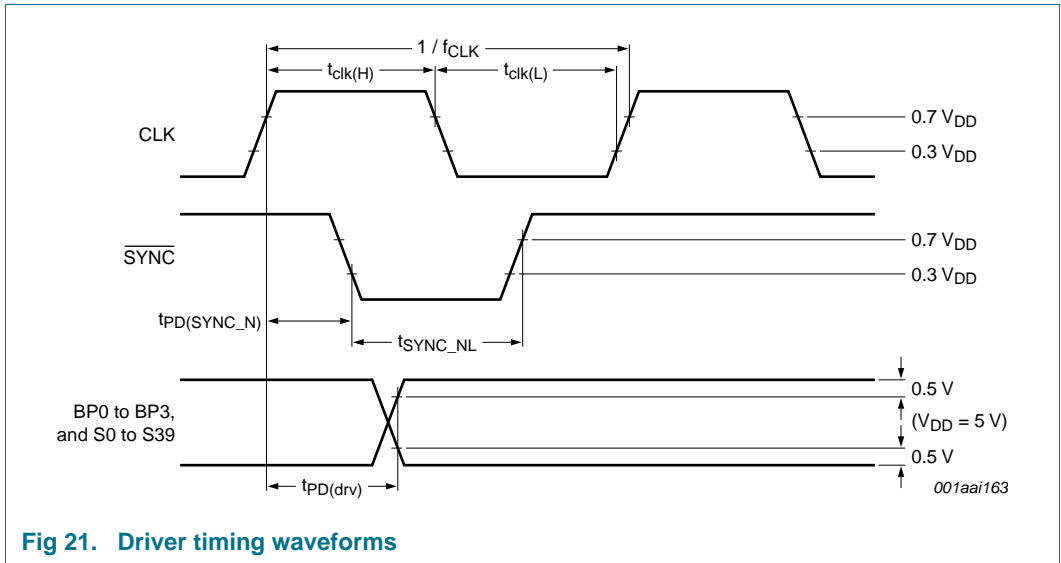 1 / fCLK
tclk(H)
tclk(L)
CLK
0.7 VDD
0.3 VDD
SYNC
0.7 VDD
0.3 VDD
tPD(SYNC_N)
tSYNC_NL
BP0 to BP3,
and S0 to S39
0.5 V
(VDD = 5 V)
0.5 V
tPD(drv)
001aai163
Fig 21. Driver timing waveforms